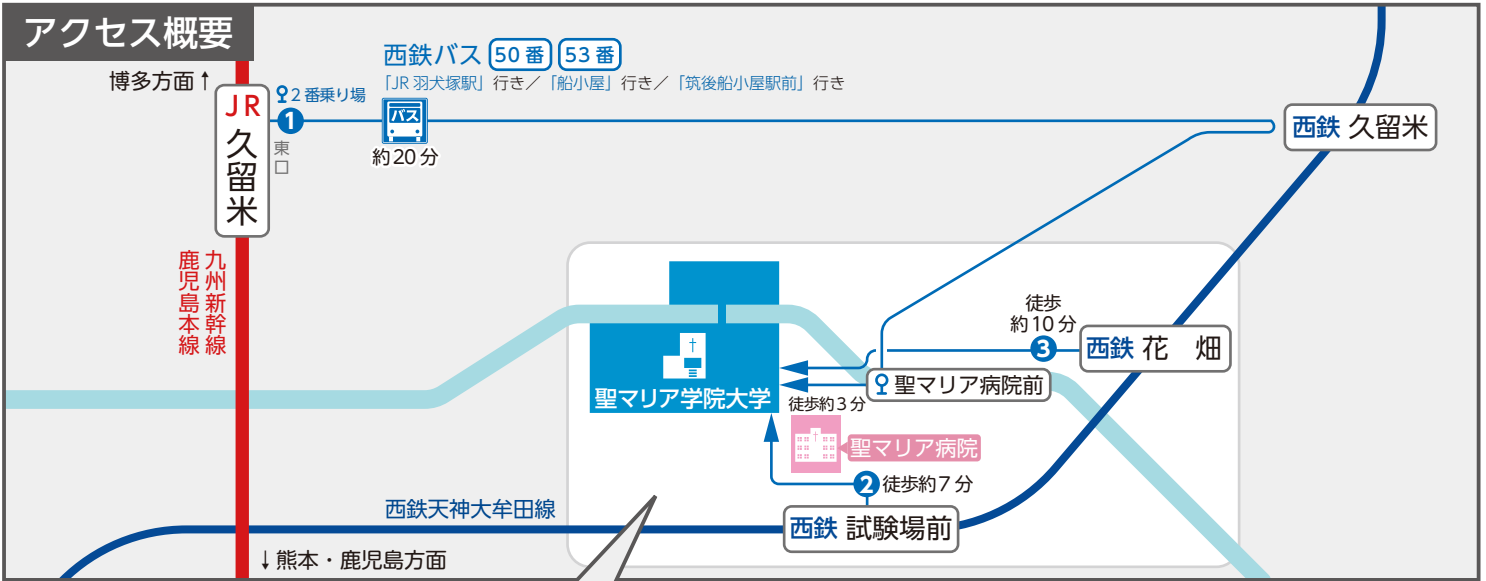 アクセス概要
博多方面↑
JR
久留米
2番乗り場
1
東口
西鉄バス 50番 53番
「JR 羽犬塚駅」行き／「船小屋」行き／「筑後船小屋駅前」行き
バス
約20分
西鉄 久留米
九州新幹線
鹿児島本線
聖マリア学院大学
徒歩
約10分
3
西鉄 花 畑
聖マリア病院前
徒歩約3分
聖マリア病院
2 徒歩約7分
西鉄天神大牟田線
西鉄 試験場前
↓熊本・鹿児島方面